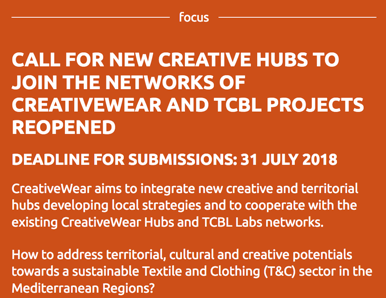 focus
CALL FOR NEW CREATIVE HUBS TO
JOIN THE NETWORKS OF
CREATIVEWEAR AND TCBL PROJECTS
REOPENED
DEADLINE FOR SUBMISSIONS: 31 JULY 2018
CreativeWear aims to integrate new creative and territorial
hubs developing local strategies and to cooperate with the
existing CreativeWear Hubs and TCBL Labs networks.
How to address territorial, cultural and creative potentials
towards a sustainable Textile and Clothing (T&C) sector in the
Mediterranean Regions?